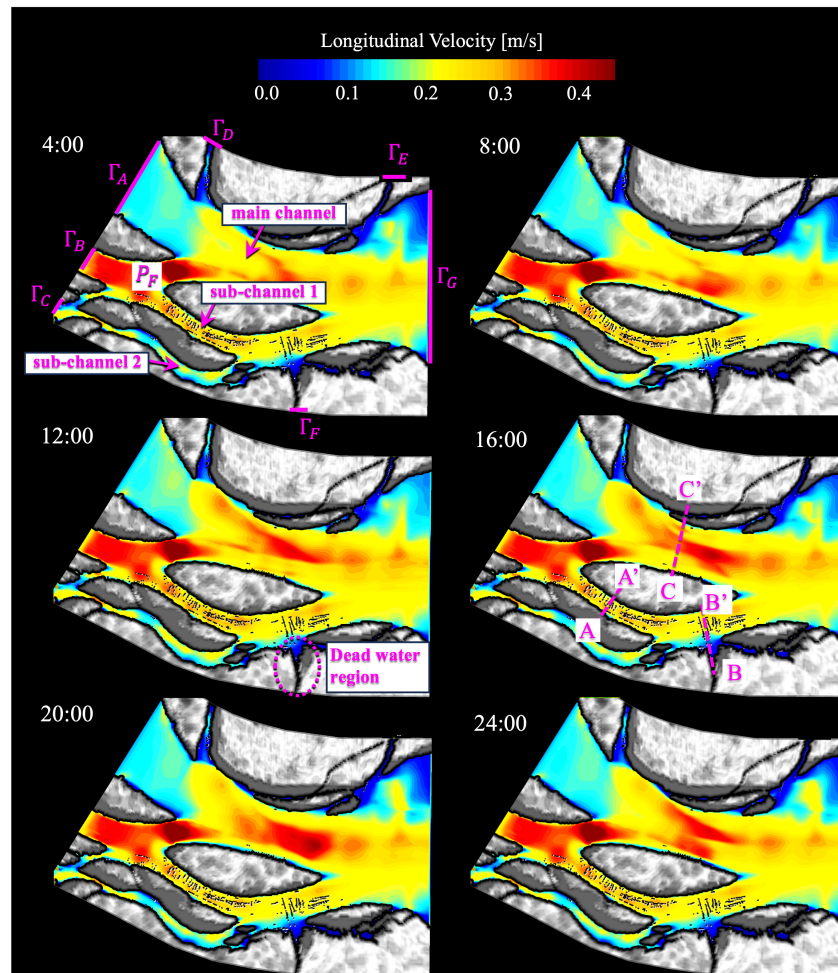 Longitudinal Velocity [m/s]
0.0 0.1 0.2 0.3 0.4
4:00
Γ_D
Γ_E
8:00
Γ_A
main channel
Γ_B
P_F
Γ_G
Γ_C
sub-channel 1
sub-channel 2
Γ_F
12:00
16:00
C'
A'
C
B'
A
Dead water
region
B
20:00
24:00